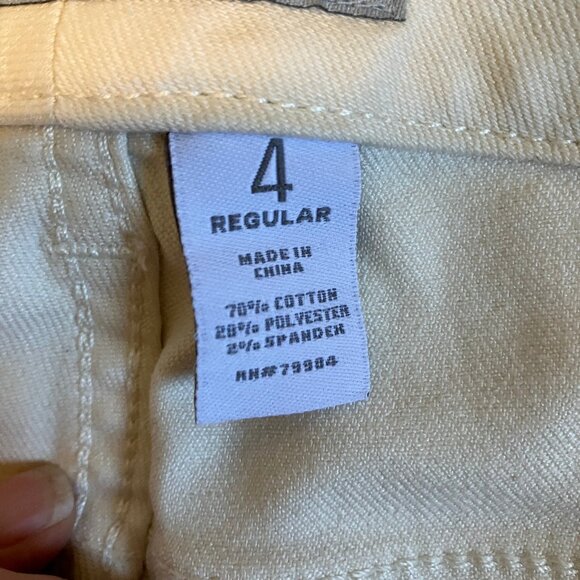 4
REGULAR
MADE IN
CHINA
70% COTTON
28% POLYESTER
2% SPANDEX
RN#79984